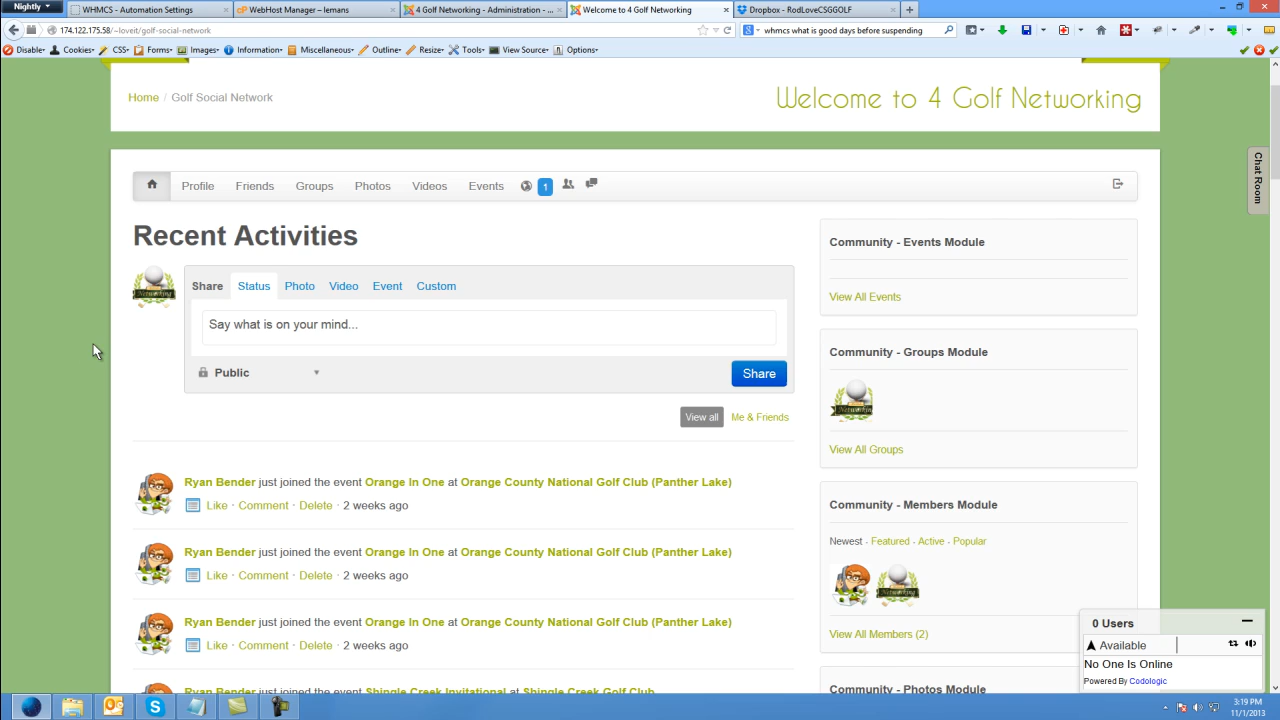 Nightly
WHMCS - Automation Settings
WebHost Manager – lemans
4 Golf Networking - Administration - ...
Welcome to 4 Golf Networking
Dropbox - RodLoveCSGGOLF
174.122.175.58/~loveit/golf-social-network
whmcs what is good days before suspending
Disable
Cookies
CSS
Forms
Images
Information
Miscellaneous
Outline
Resize
Tools
View Source
Options
Home / Golf Social Network
Welcome to 4 Golf Networking
Profile
Friends
Groups
Photos
Videos
Events
1
Chat Room
Recent Activities
Share
Status
Photo
Video
Event
Custom
Say what is on your mind...
Public
Share
View all
Me & Friends
Ryan Bender just joined the event Orange In One at Orange County National Golf Club (Panther Lake)
Like · Comment · Delete · 2 weeks ago
Ryan Bender just joined the event Orange In One at Orange County National Golf Club (Panther Lake)
Like · Comment · Delete · 2 weeks ago
Ryan Bender just joined the event Orange In One at Orange County National Golf Club (Panther Lake)
Like · Comment · Delete · 2 weeks ago
Ryan Bender just joined the event Shingle Creek Invitational at Shingle Creek Golf Club
Community - Events Module
View All Events
Community - Groups Module
Networking
View All Groups
Community - Members Module
Newest - Featured - Active - Popular
View All Members (2)
Community - Photos Module
0 Users
Available
No One Is Online
Powered By Codologic
3:19 PM
11/1/2013